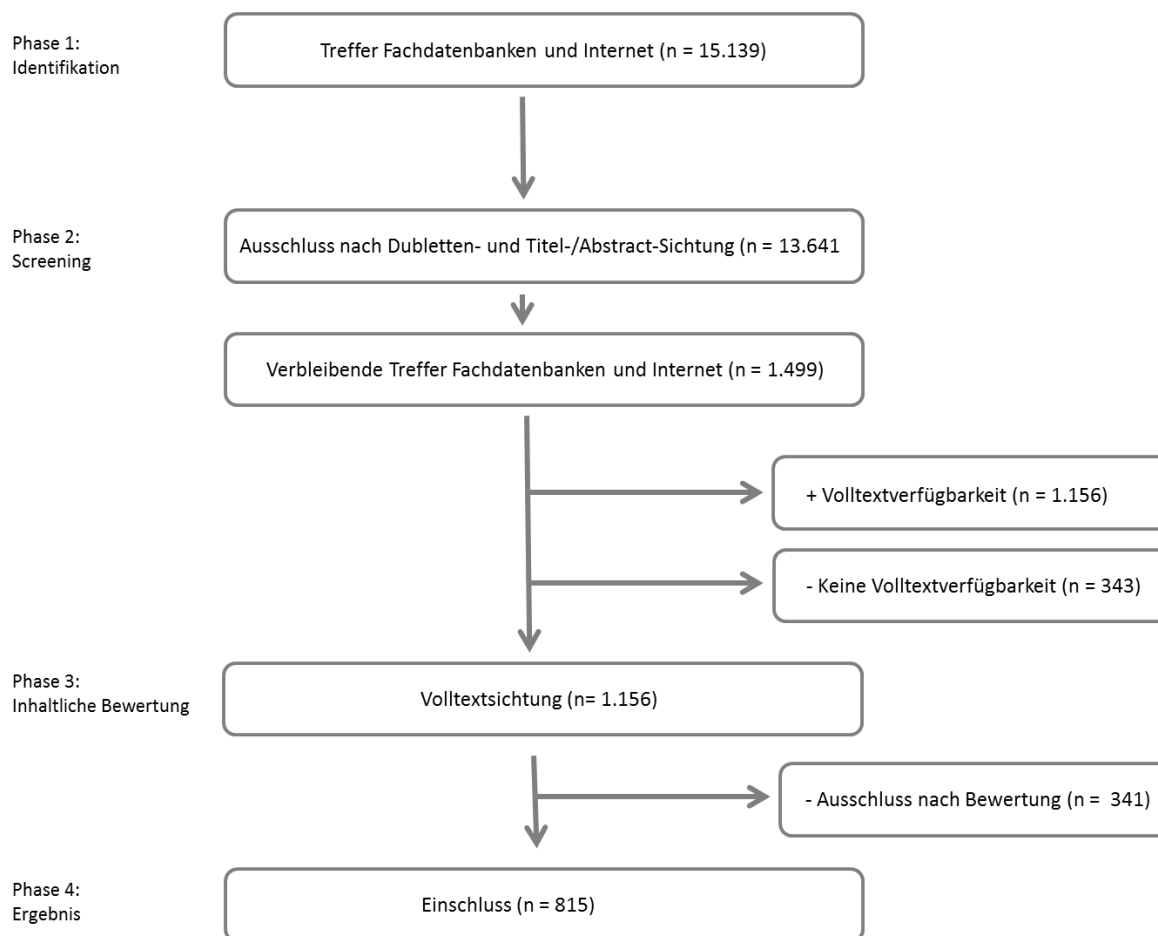 Phase 1:
Identifikation
Treffer Fachdatenbanken und Internet (n = 15.139)
Phase 2:
Screening
Ausschluss nach Dubletten- und Titel-/Abstract-Sichtung (n = 13.641
Verbleibende Treffer Fachdatenbanken und Internet (n = 1.499)
+ Volltextverfügbarkeit (n = 1.156)
- Keine Volltextverfügbarkeit (n = 343)
Phase 3:
Inhaltliche Bewertung
Volltextsichtung (n= 1.156)
- Ausschluss nach Bewertung (n =  341)
Phase 4:
Ergebnis
Einschluss (n = 815)